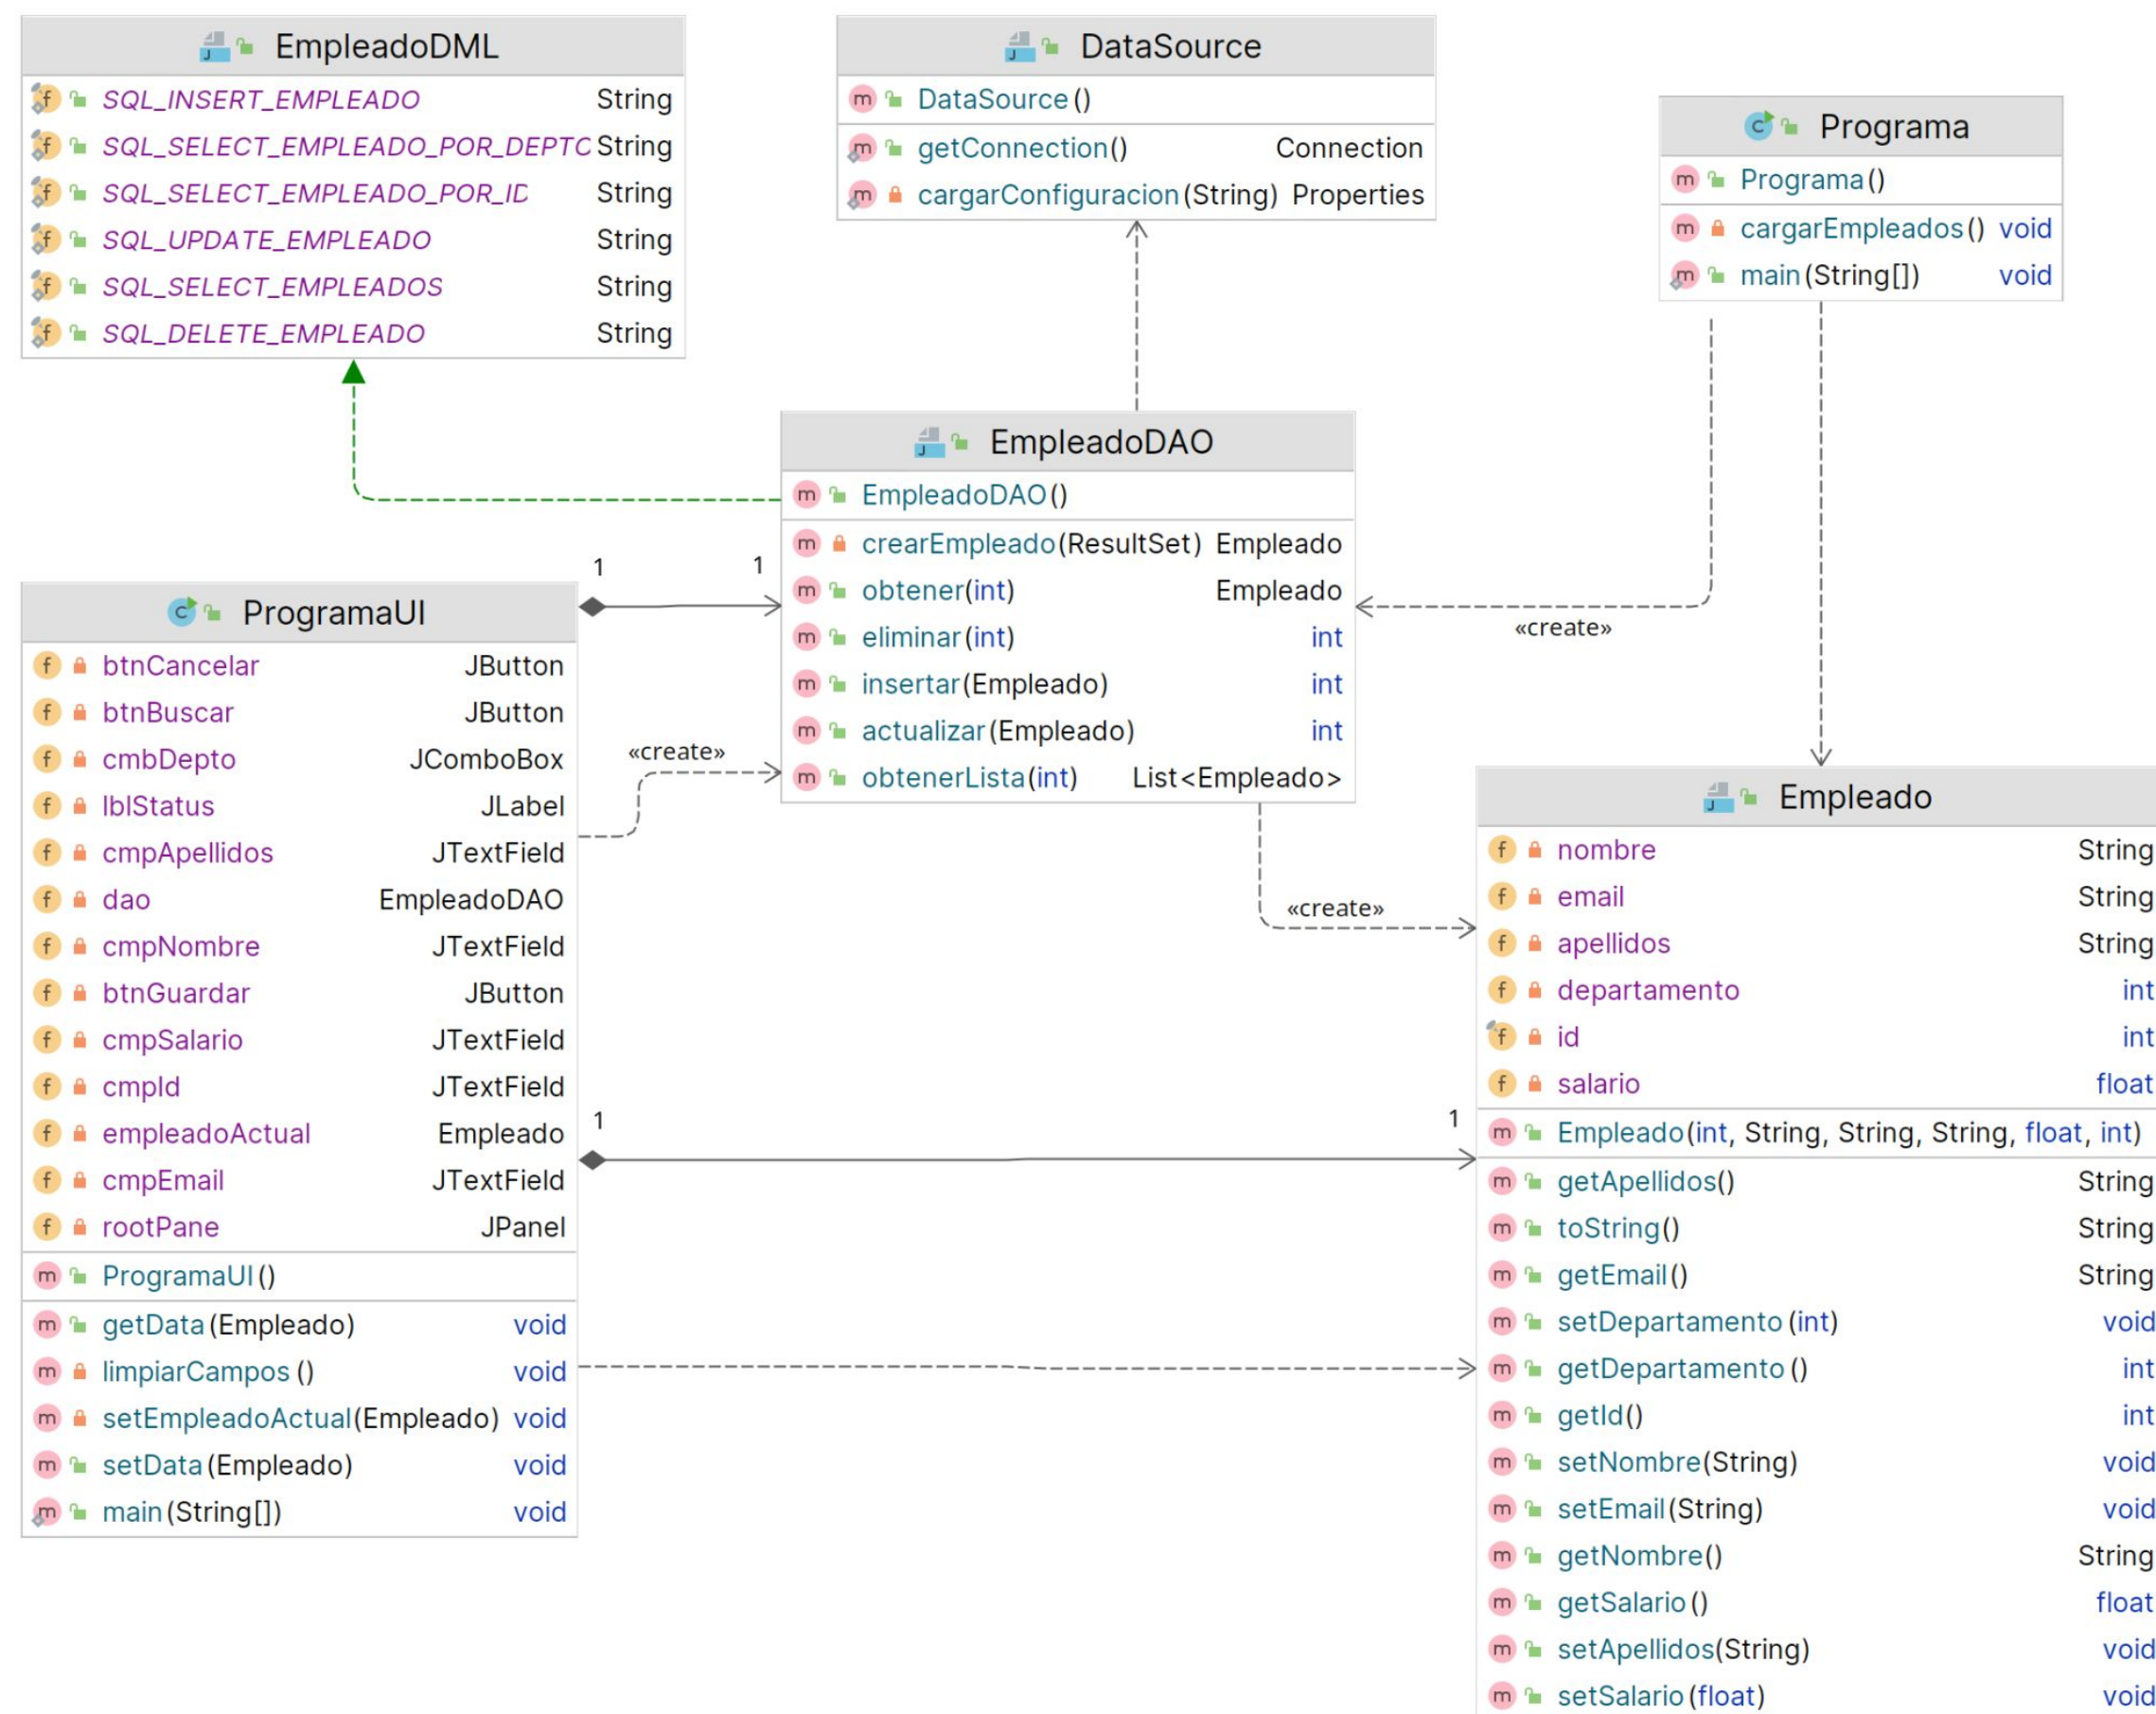 EmpleadoDML
SQL_INSERT_EMPLEADO String
SQL_SELECT_EMPLEADO_POR_DEPTO String
SQL_SELECT_EMPLEADO_POR_ID String
SQL_UPDATE_EMPLEADO String
SQL_SELECT_EMPLEADOS String
SQL_DELETE_EMPLEADO String
DataSource
DataSource()
getConnection() Connection
cargarConfiguracion(String) Properties
Programa
Programa()
cargarEmpleados() void
main(String[]) void
EmpleadoDAO
EmpleadoDAO()
crearEmpleado(ResultSet) Empleado
obtener(int) Empleado
eliminar(int) int
insertar(Empleado) int
actualizar(Empleado) int
obtenerLista(int) List<Empleado>
1 1
«create»
«create»
«create»
ProgramaUI
btnCancelar JButton
btnBuscar JButton
cmbDepto JComboBox
lblStatus JLabel
cmpApellidos JTextField
dao EmpleadoDAO
cmpNombre JTextField
btnGuardar JButton
cmpSalario JTextField
cmpId JTextField
empleadoActual Empleado
cmpEmail JTextField
rootPane JPanel
ProgramaUI()
getData(Empleado) void
limpiarCampos() void
setEmpleadoActual(Empleado) void
setData(Empleado) void
main(String[]) void
1 1
Empleado
nombre String
email String
apellidos String
departamento int
id int
salario float
Empleado(int, String, String, String, float, int)
getApellidos() String
toString() String
getEmail() String
setDepartamento(int) void
getDepartamento() int
getId() int
setNombre(String) void
setEmail(String) void
getNombre() String
getSalario() float
setApellidos(String) void
setSalario(float) void